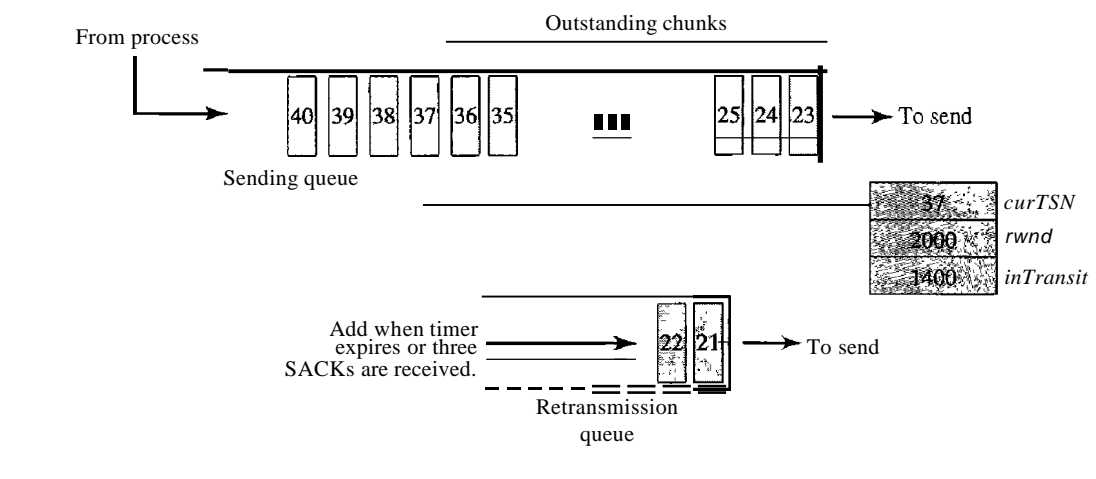 Outstanding chunks
From process
40 39 38 37 36 35 25 24 23
To send
Sending queue
37 curTSN
2000 rwnd
1400 inTransit
Add when timer
expires or three
SACKs are received.
22 21
To send
Retransmission
queue